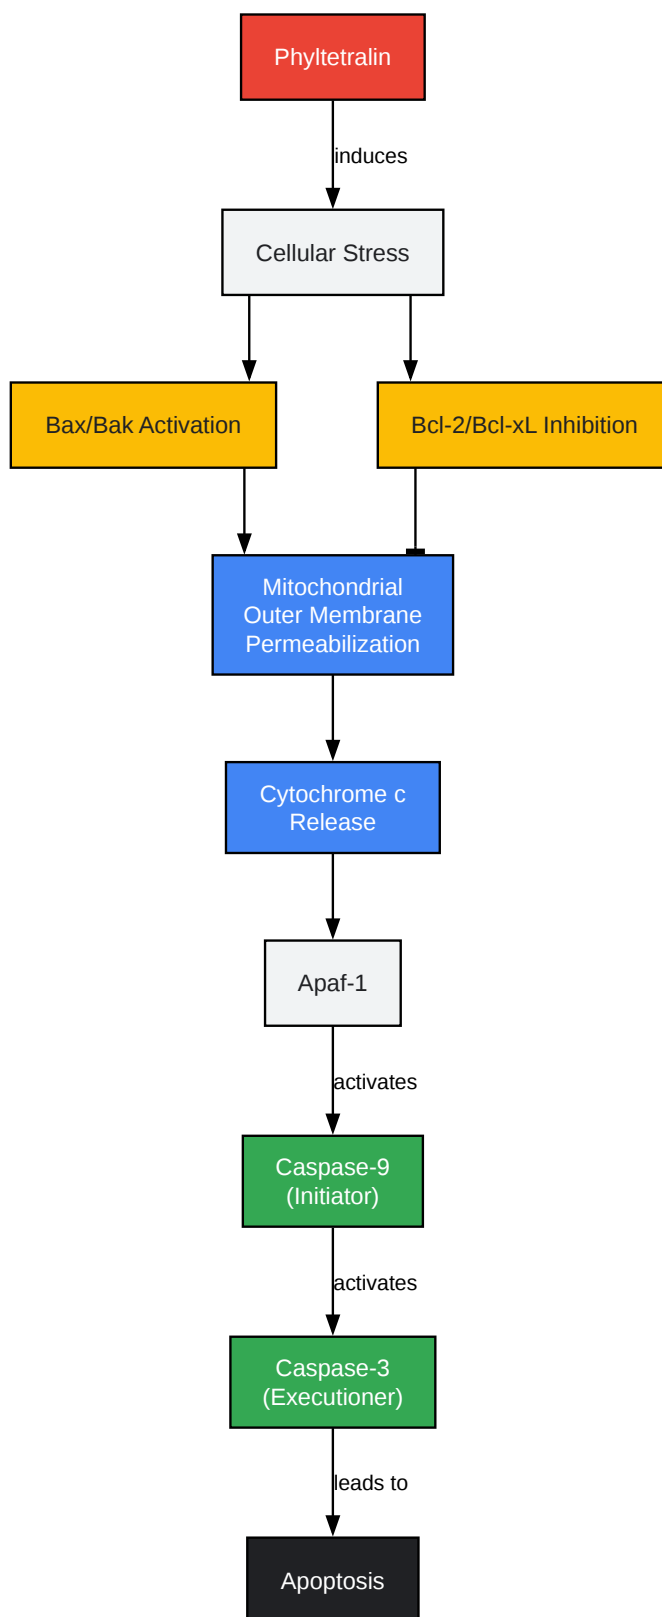 Phyltetralin
induces
Cellular Stress
Bax/Bak Activation
Bcl-2/Bcl-xL Inhibition
Mitochondrial
Outer Membrane
Permeabilization
Cytochrome c
Release
Apaf-1
activates
Caspase-9
(Initiator)
activates
Caspase-3
(Executioner)
leads to
Apoptosis